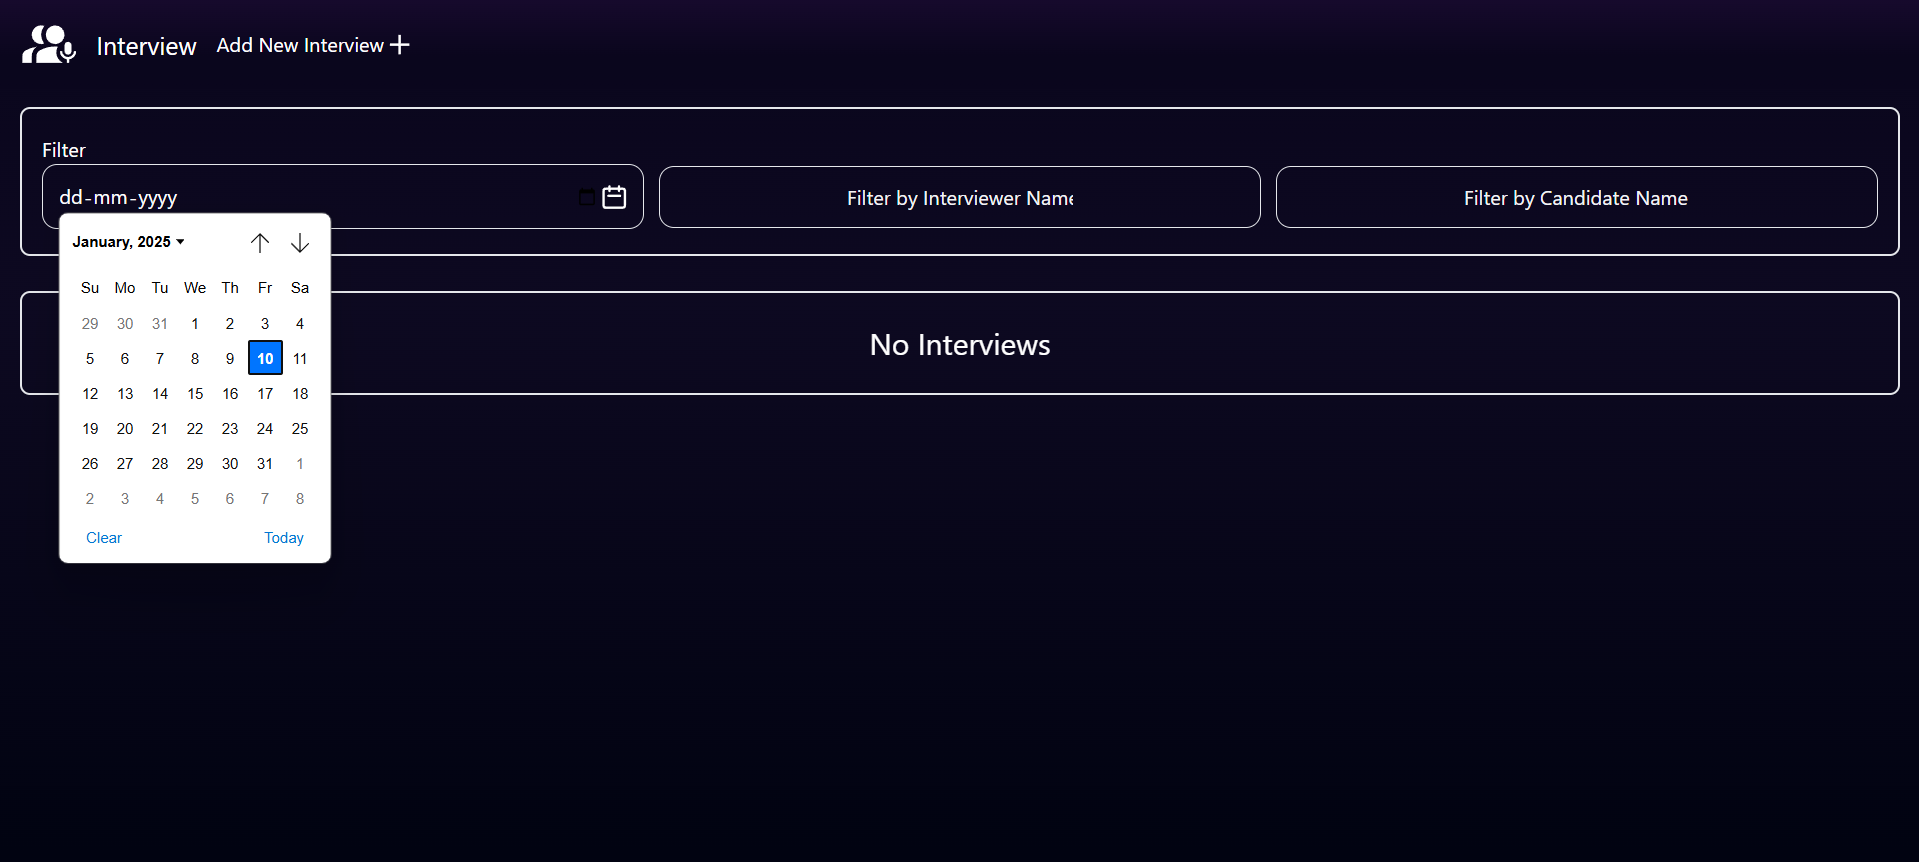 Interview Add New Interview
Filter
dd-mm-yyyy Filter by Interviewer Name Filter by Candidate Name
January, 2025
Su Mo Tu We Th Fr Sa
29 30 31 1 2 3 4
5 6 7 8 9 10 11
12 13 14 15 16 17 18
19 20 21 22 23 24 25
26 27 28 29 30 31 1
2 3 4 5 6 7 8
Clear Today
No Interviews